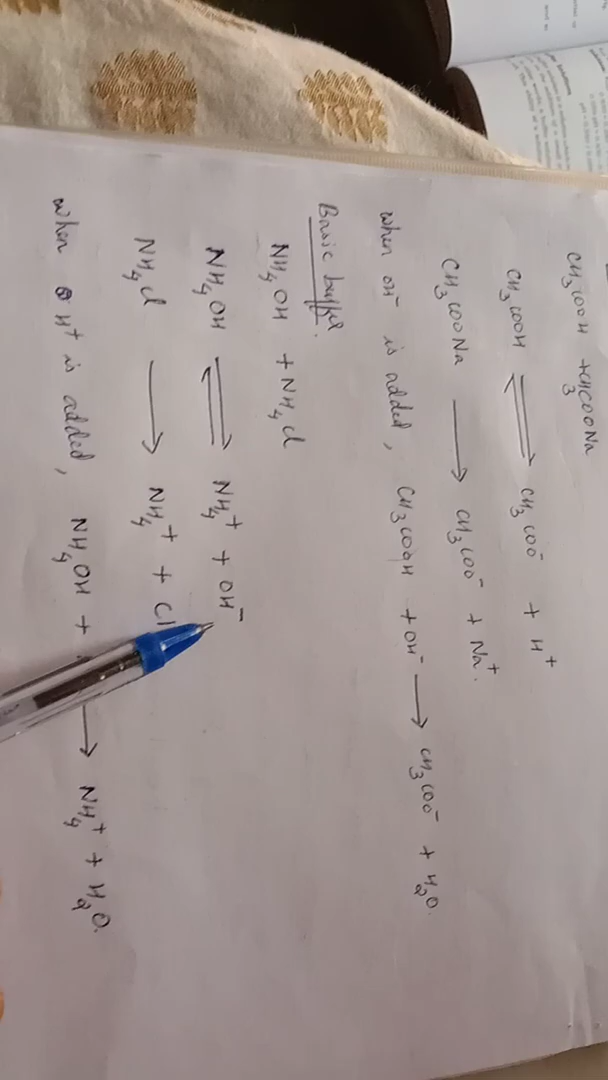 CH3COOH + CH3COONa
CH3COOH ⇌ CH3COO⁻ + H⁺
CH3COONa → CH3COO⁻ + Na⁺.
when OH⁻ is added, CH3COOH + OH⁻ → CH3COO⁻ + H2O.
Basic buffer.
NH4OH + NH4Cl
NH4OH ⇌ NH4⁺ + OH⁻
NH4Cl → NH4⁺ + Cl
when H⁺ is added, NH4OH + → NH4⁺ + H2O.